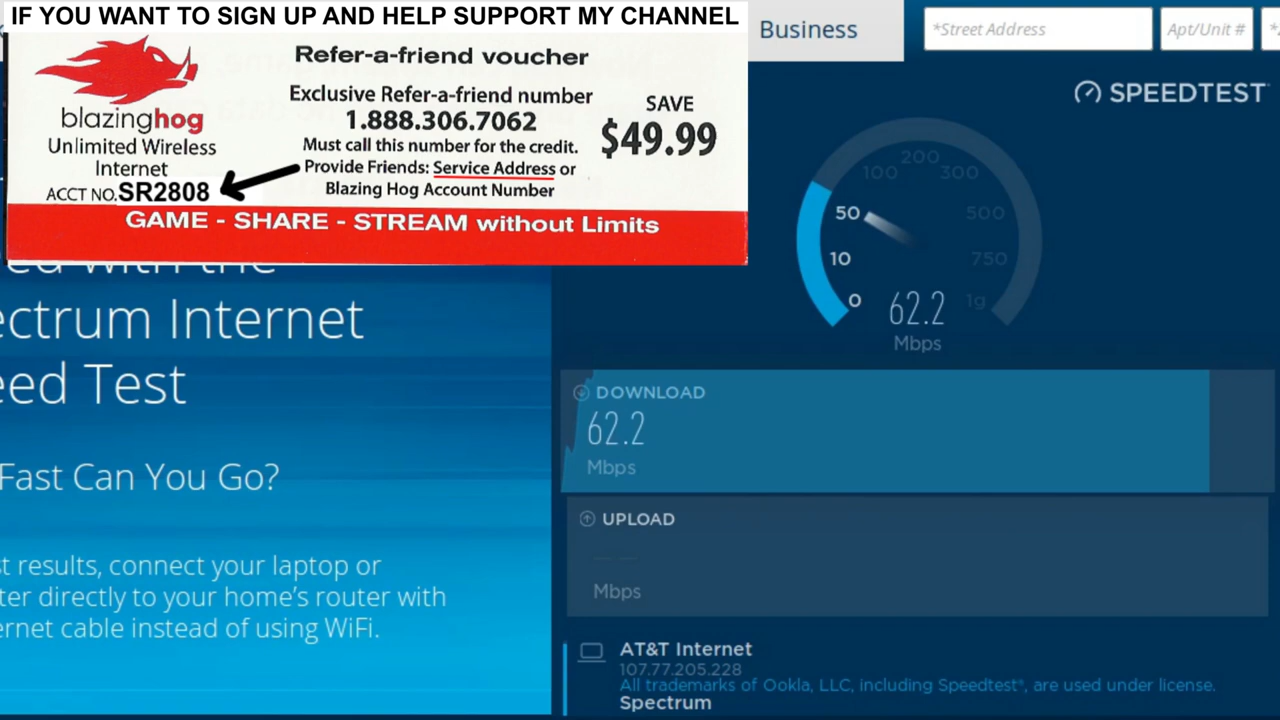 IF YOU WANT TO SIGN UP AND HELP SUPPORT MY CHANNEL
Refer-a-friend voucher
blazinghog
Unlimited Wireless
Internet
ACCT NO.SR2808
Exclusive Refer-a-friend number
1.888.306.7062
Must call this number for the credit.
Provide Friends: Service Address or
Blazing Hog Account Number
SAVE
$49.99
GAME - SHARE - STREAM without Limits
Business
*Street Address
Apt/Unit #
SPEEDTEST
0
10
50
100
200
300
500
750
1g
62.2
Mbps
with the
ectrum Internet
eed Test
Fast Can You Go?
st results, connect your laptop or
ter directly to your home’s router with
ernet cable instead of using WiFi.
DOWNLOAD
62.2
Mbps
UPLOAD
Mbps
AT&T Internet
107.77.205.228
All trademarks of Ookla, LLC, including Speedtest®, are used under license.
Spectrum